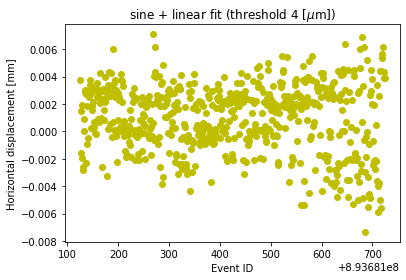 sine + linear fit (threshold 4 [μm])
Horizontal displacement [mm]
0.006
0.004
0.002
0.000
−0.002
−0.004
−0.006
−0.008
100 200 300 400 500 600 700
+8.93681e8
Event ID